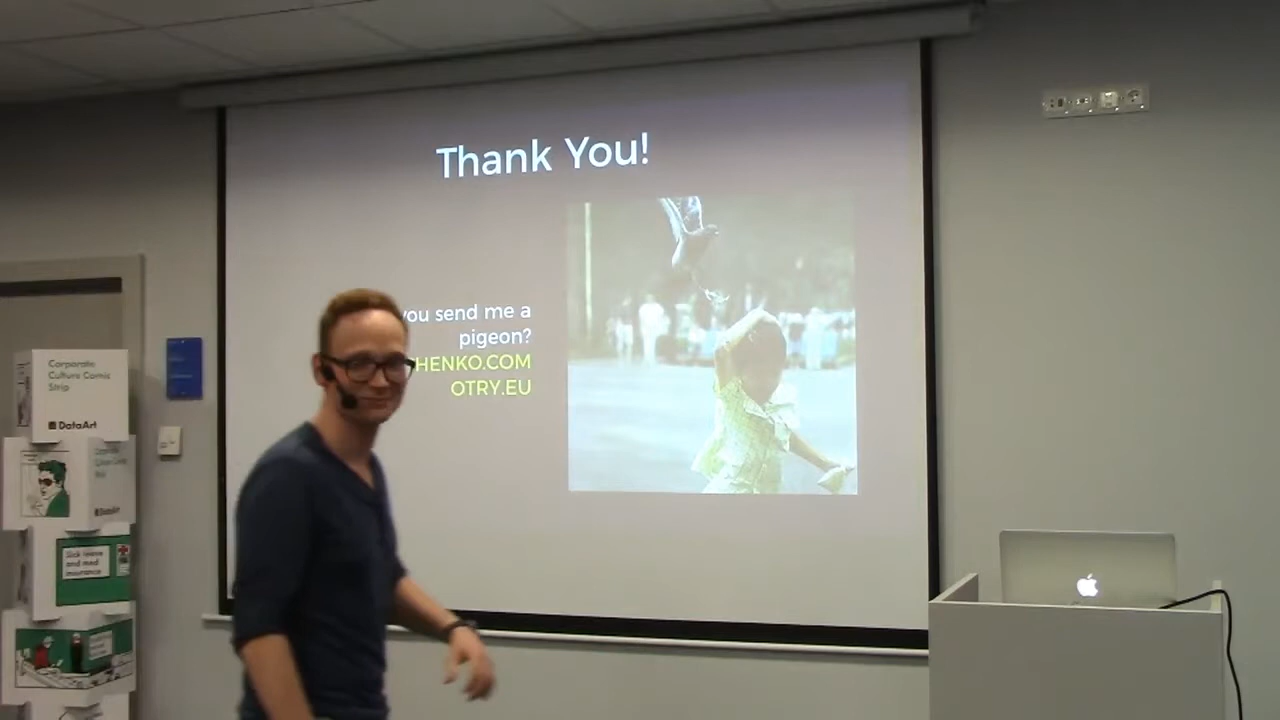 Thank You!
you send me a
pigeon?
HENKO.COM
OTRY.EU
Corporate
Culture Comic
Strip
DataArt
DataArt
Sick leave
and med
insurance